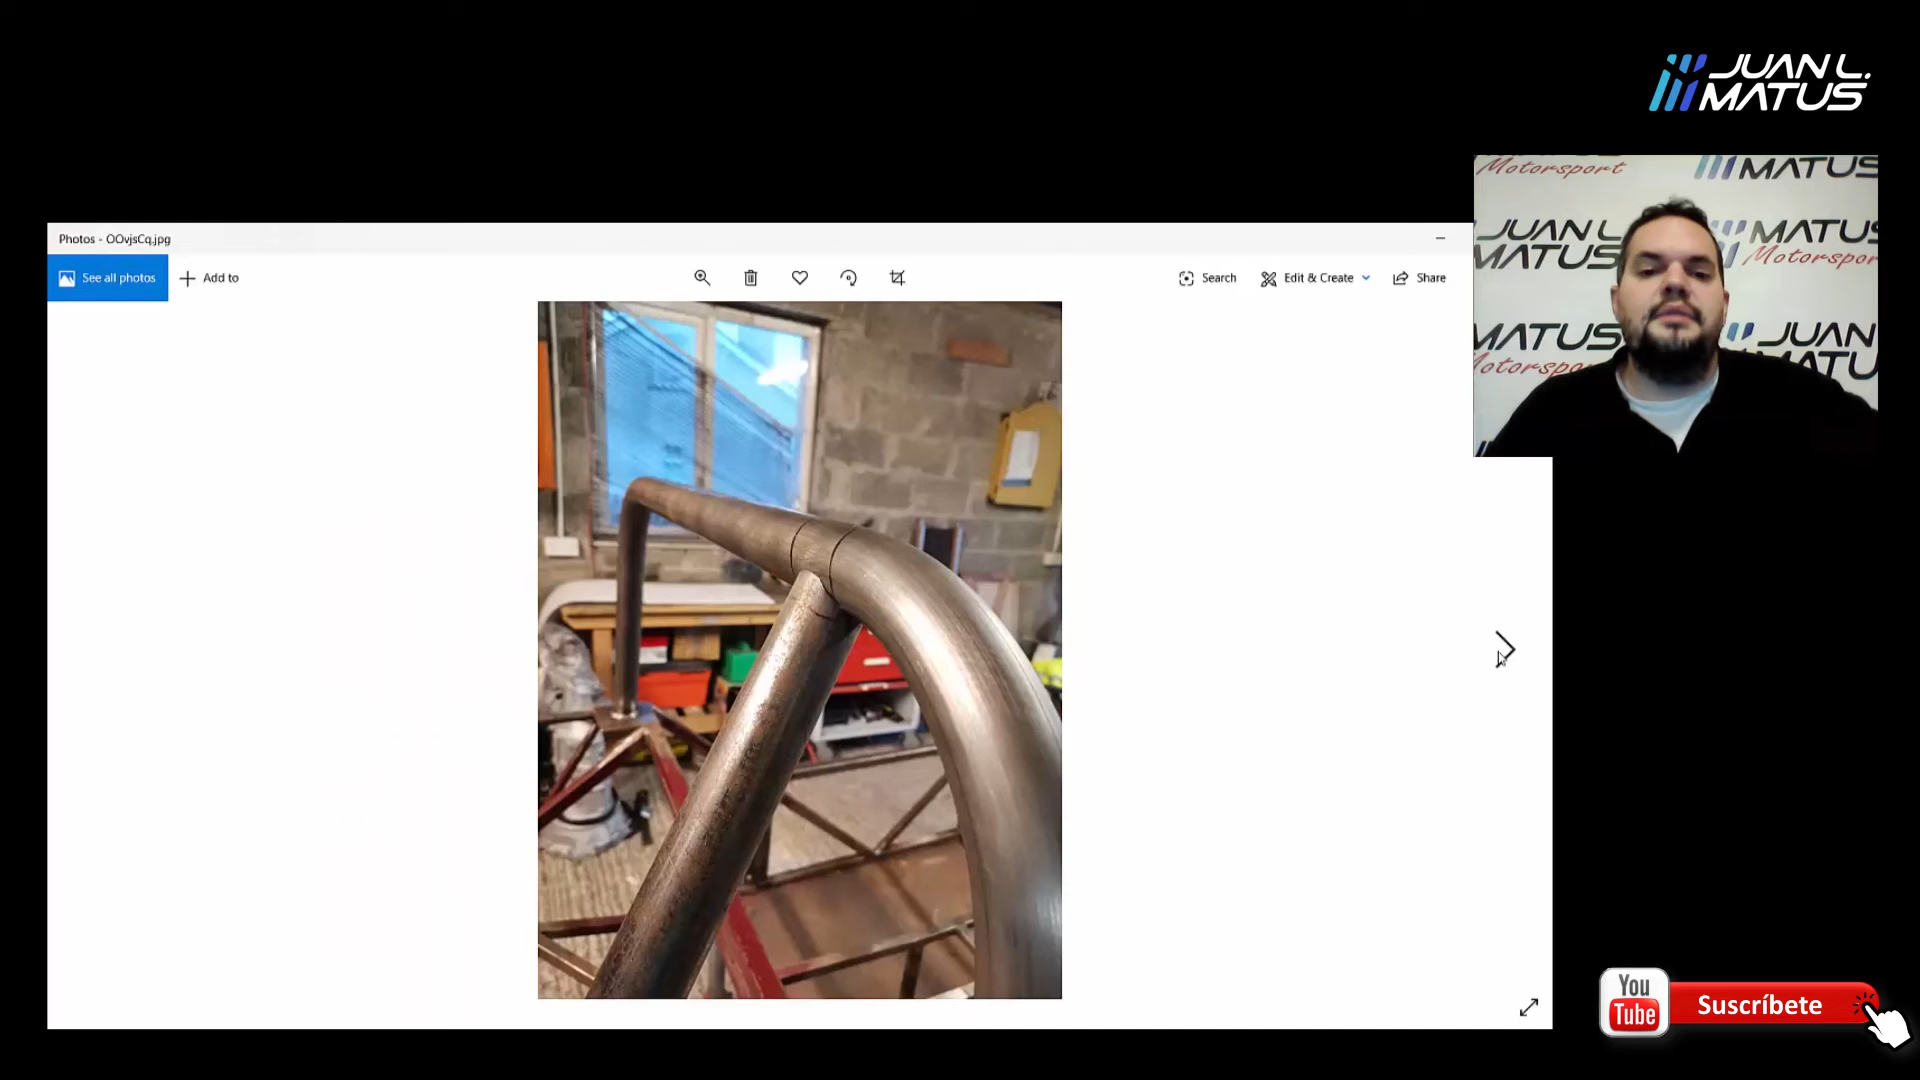 JUAN L.
MATUS
Motorsport
MATUS
JUAN L
MATUS
MATUS
Motorspor
MATUS
JUAN
Photos - OOvjsCq.jpg
See all photos
Add to
Search
Edit & Create
Share
You
Tube
Suscríbete